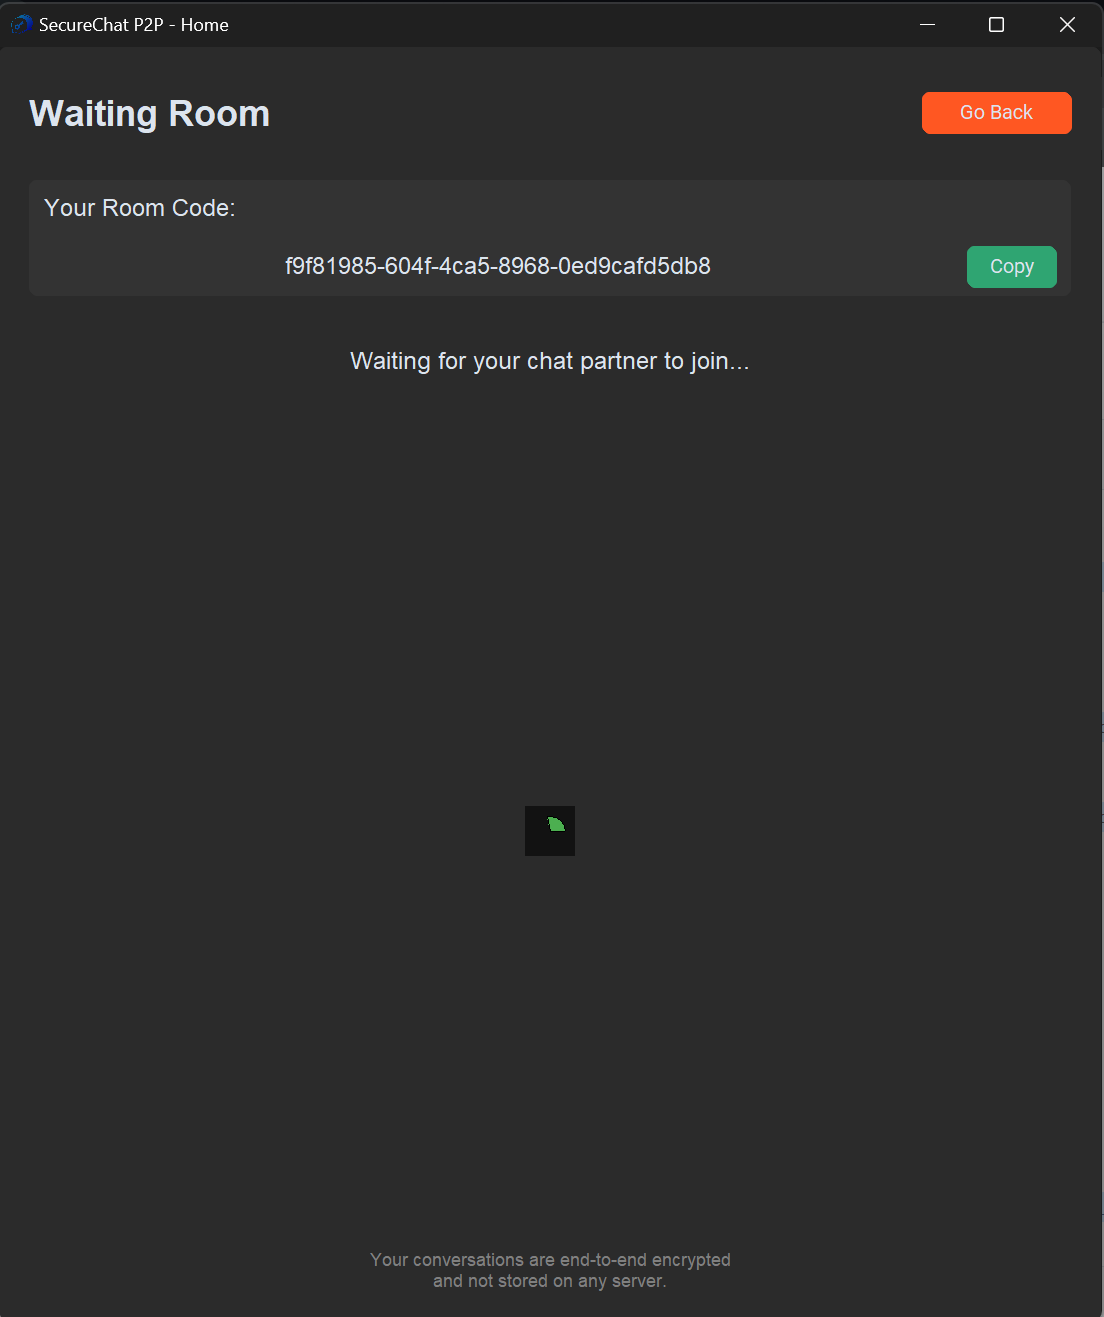 SecureChat P2P - Home
Waiting Room
Go Back
Your Room Code:
f9f81985-604f-4ca5-8968-0ed9cafd5db8
Copy
Waiting for your chat partner to join...
Your conversations are end-to-end encrypted
and not stored on any server.